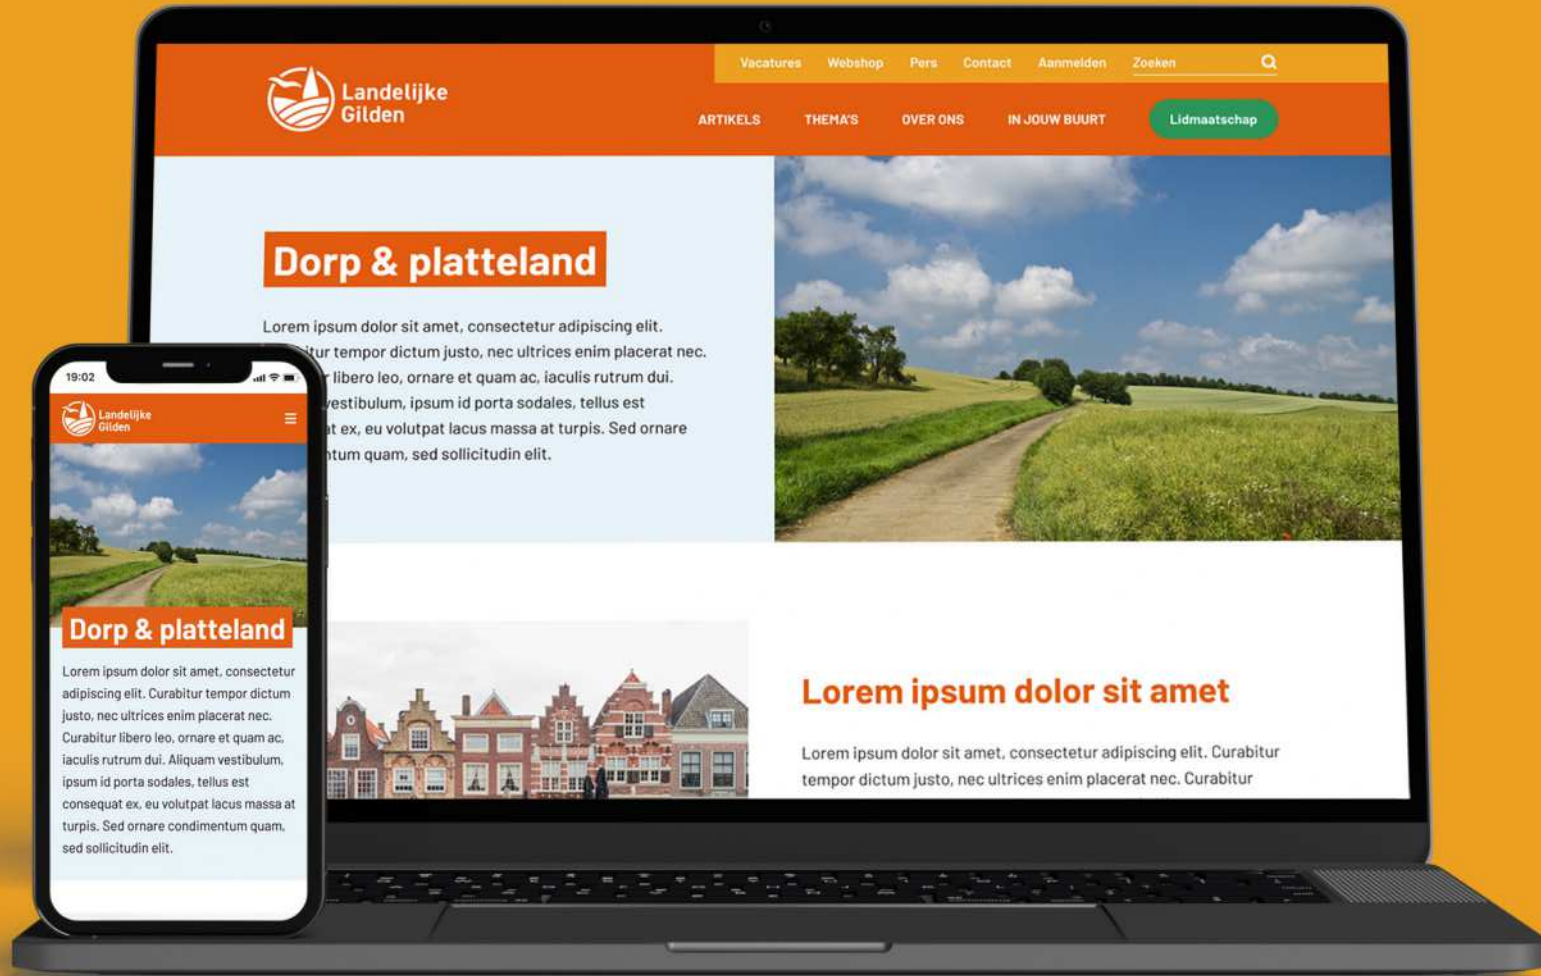 Vacatures Webshop Pers Contact Aanmelden Zoeken
Landelijke
Gilden
ARTIKELS THEMA'S OVER ONS IN JOUW BUURT Lidmaatschap
Dorp & platteland
Lorem ipsum dolor sit amet, consectetur adipiscing elit.
tempor dictum justo, nec ultrices enim placerat nec.
libero leo, ornare et quam ac, iaculis rutrum dui.
vestibulum, ipsum id porta sodales, tellus est
ex, eu volutpat lacus massa at turpis. Sed ornare
quam, sed sollicitudin elit.
Lorem ipsum dolor sit amet
Lorem ipsum dolor sit amet, consectetur adipiscing elit. Curabitur
tempor dictum justo, nec ultrices enim placerat nec. Curabitur
19:02
Landelijke
Gilden
Dorp & platteland
Lorem ipsum dolor sit amet, consectetur
adipiscing elit. Curabitur tempor dictum
justo, nec ultrices enim placerat nec.
Curabitur libero leo, ornare et quam ac,
iaculis rutrum dui. Aliquam vestibulum,
ipsum id porta sodales, tellus est
consequat ex, eu volutpat lacus massa at
turpis. Sed ornare condimentum quam,
sed sollicitudin elit.